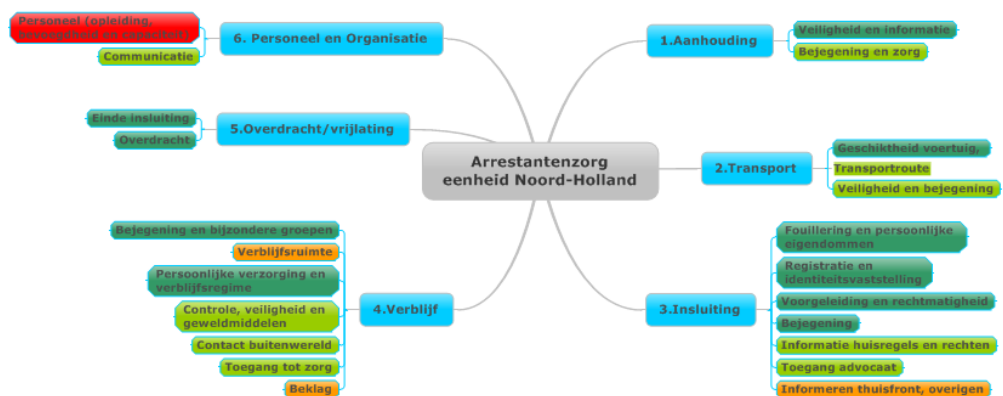 Arrestantenzorg
eenheid Noord-Holland
1.Aanhouding
Veiligheid en informatie
Bejegening en zorg
2.Transport
Geschiktheid voertuig,
Transportroute
Veiligheid en bejegening
3.Insluiting
Fouillering en persoonlijke
eigendommen
Registratie en
identiteitsvaststelling
Voorgeleiding en rechtmatigheid
Bejegening
Informatie huisregels en rechten
Toegang advocaat
Informeren thuisfront, overigen
4.Verblijf
Bejegening en bijzondere groepen
Verblijfsruimte
Persoonlijke verzorging en
verblijfsregime
Controle, veiligheid en
geweldmiddelen
Contact buitenwereld
Toegang tot zorg
Beklag
5.Overdracht/vrijlating
Einde insluiting
Overdracht
6. Personeel en Organisatie
Personeel (opleiding,
bevoegdheid en capaciteit)
Communicatie